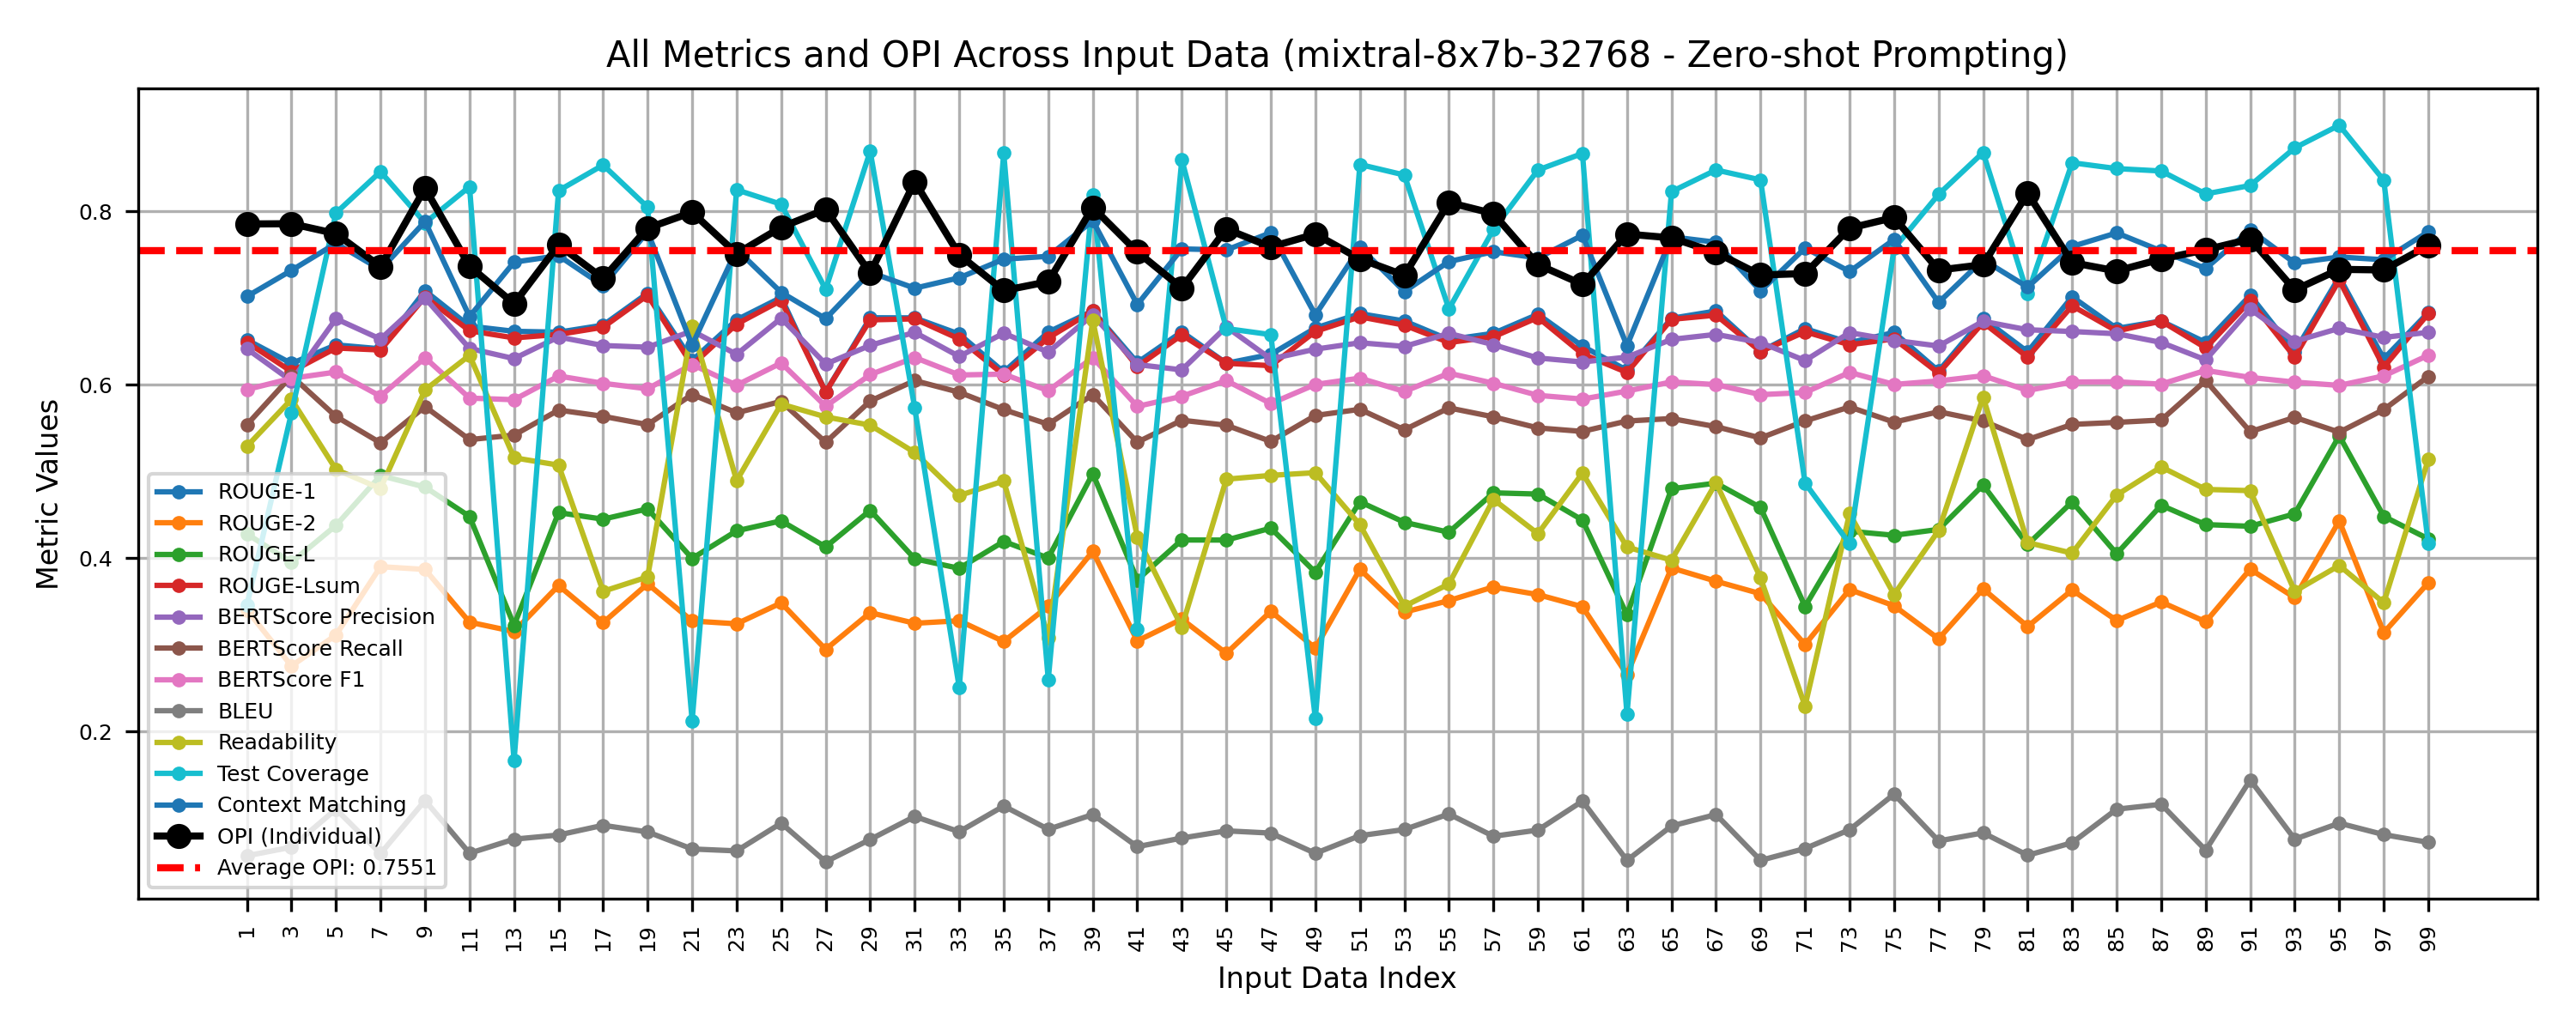 All Metrics and OPI Across Input Data (mixtral-8x7b-32768 - Zero-shot Prompting)
Metric Values
0.8
0.6
0.4
0.2
ROUGE-1
ROUGE-2
ROUGE-L
ROUGE-Lsum
BERTScore Precision
BERTScore Recall
BERTScore F1
BLEU
Readability
Test Coverage
Context Matching
OPI (Individual)
Average OPI: 0.7551
1 3 5 7 9 11 13 15 17 19 21 23 25 27 29 31 33 35 37 39 41 43 45 47 49 51 53 55 57 59 61 63 65 67 69 71 73 75 77 79 81 83 85 87 89 91 93 95 97 99
Input Data Index